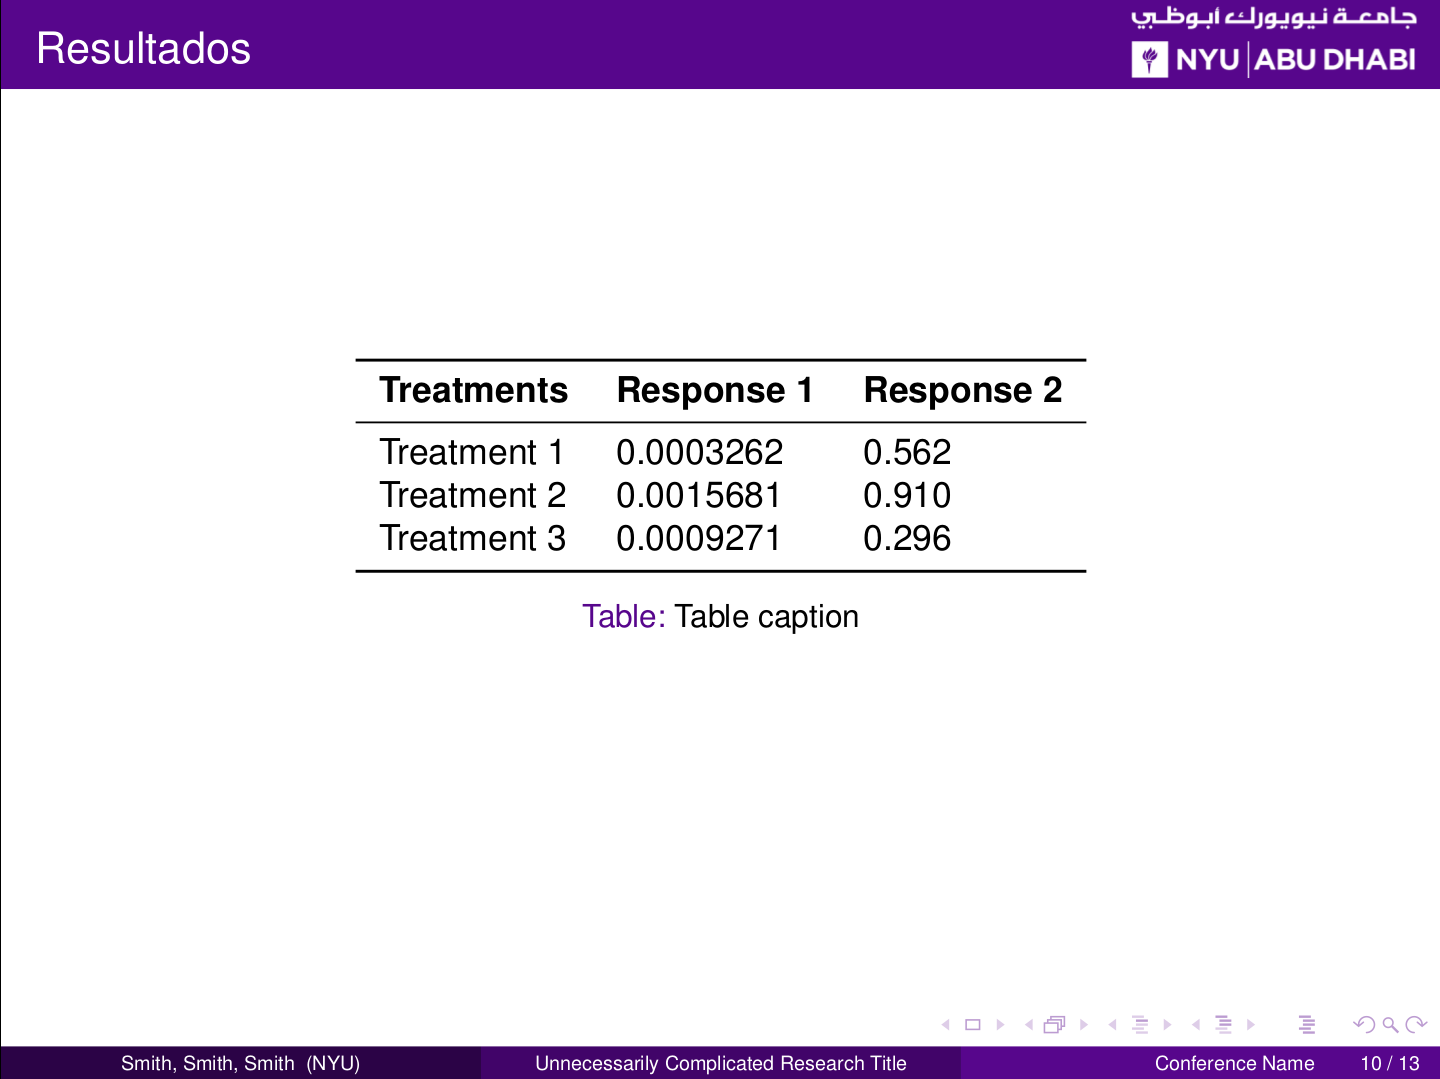 Resultados
جامعة نيويورك أبوظبي
NYU ABU DHABI
Treatments Response 1 Response 2
Treatment 1 0.0003262 0.562
Treatment 2 0.0015681 0.910
Treatment 3 0.0009271 0.296
Table: Table caption
Smith, Smith, Smith (NYU) Unnecessarily Complicated Research Title Conference Name 10 / 13